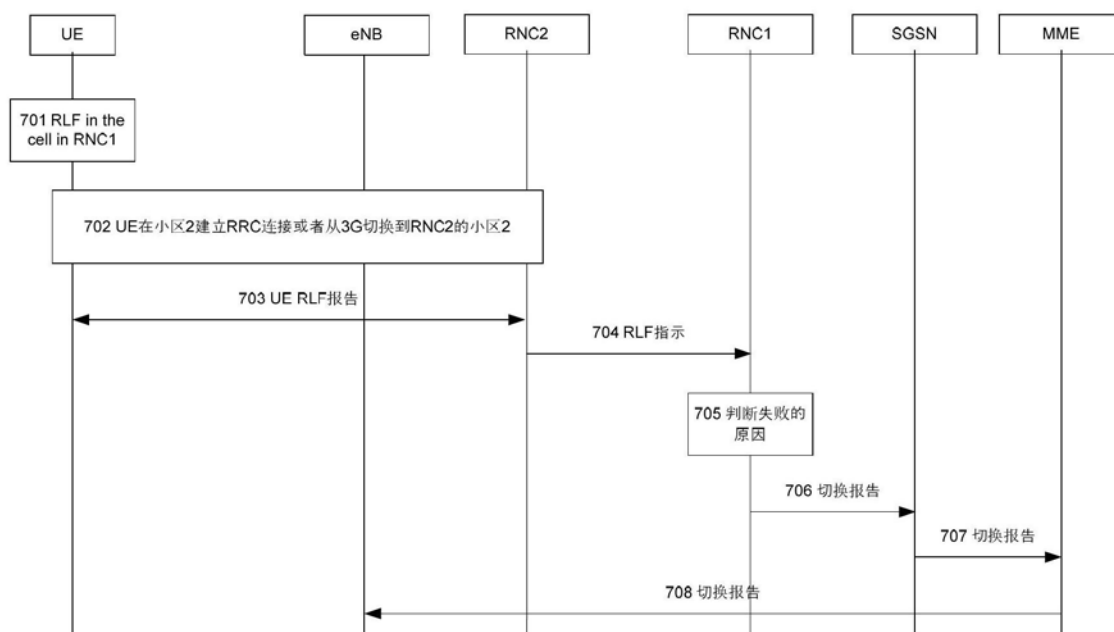 UE
eNB
RNC2
RNC1
SGSN
MME
701 RLF in the
cell in RNC1
702 UE在小区2建立RRC连接或者从3G切换到RNC2的小区2
703 UE RLF报告
704 RLF指示
705 判断失败的
原因
706 切换报告
707 切换报告
708 切换报告